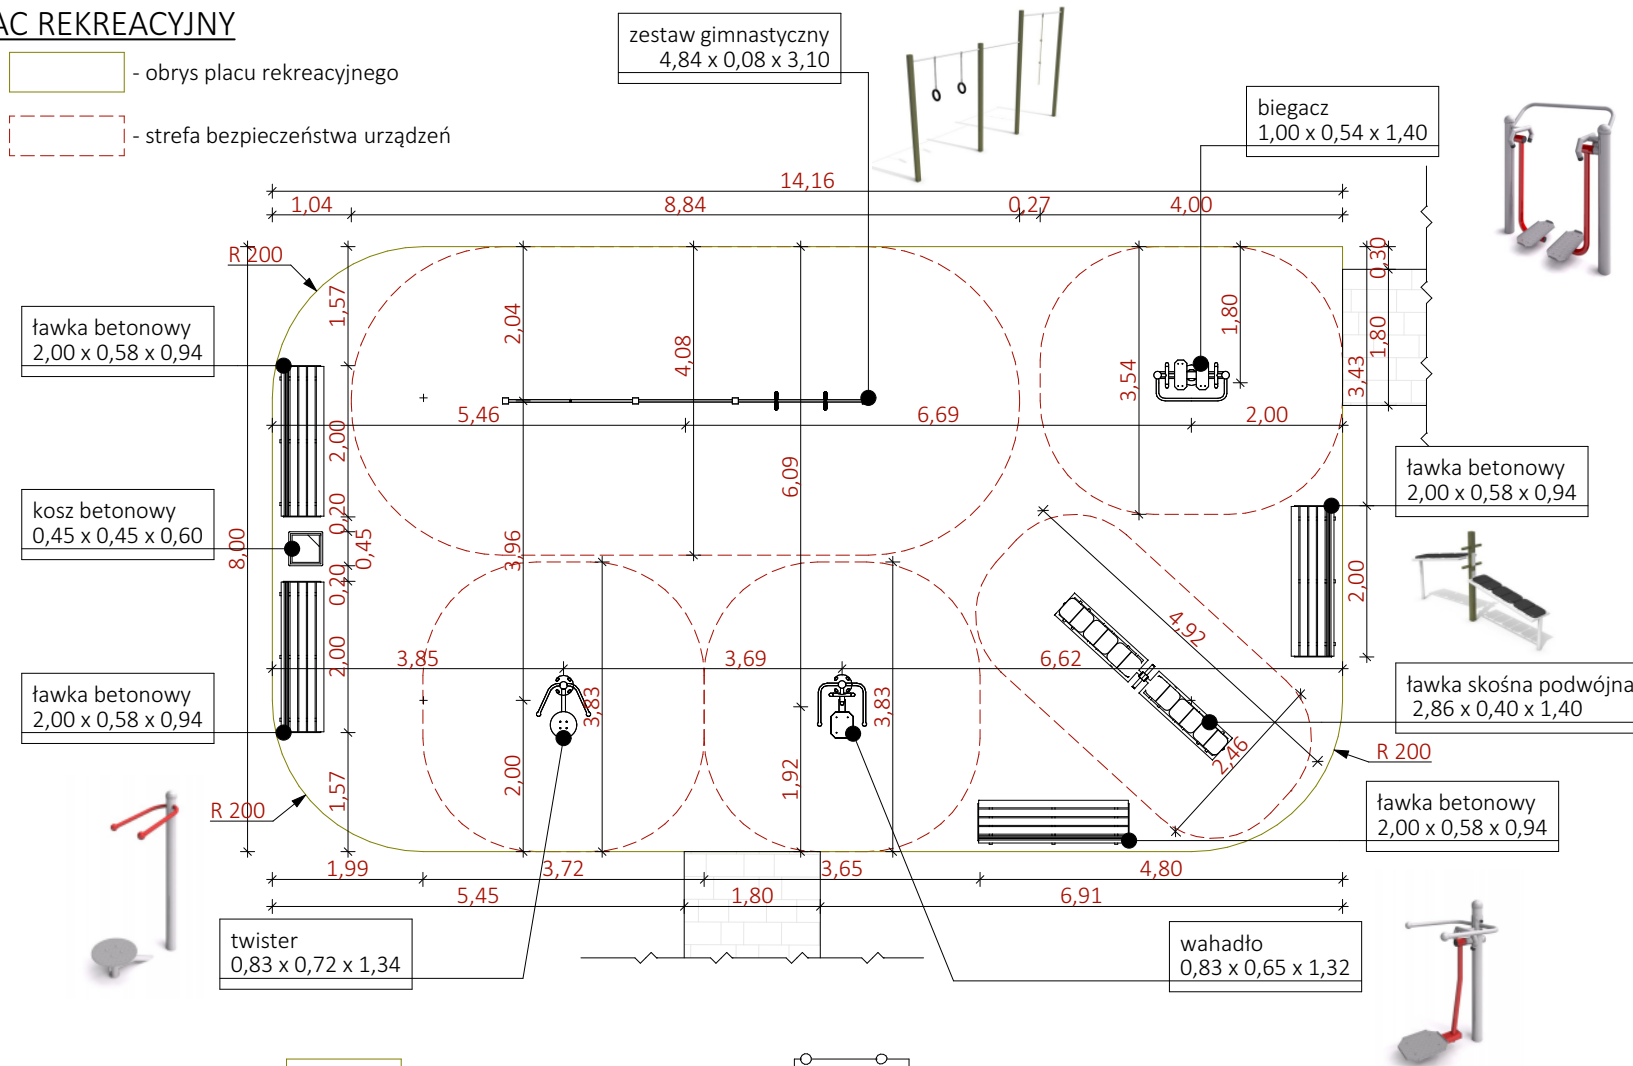 AC REKREACYJNY
- obrys placu rekreacyjnego
- strefa bezpieczeństwa urządzeń
zestaw gimnastyczny
4,84 x 0,08 x 3,10
biegacz
1,00 x 0,54 x 1,40
14,16
1,04
8,84
0,27
4,00
R 200
1,57
2,04
4,08
1,80
0,30
1,80
3,54
3,43
ławka betonowy
2,00 x 0,58 x 0,94
5,46
6,69
2,00
2,00
6,09
ławka betonowy
2,00 x 0,58 x 0,94
kosz betonowy
0,45 x 0,45 x 0,60
8,00
0,20
0,45
0,20
3,96
2,00
2,00
4,92
3,85
3,69
6,62
ławka betonowy
2,00 x 0,58 x 0,94
3,83
3,83
ławka skośna podwójna
2,86 x 0,40 x 1,40
2,46
R 200
2,00
1,92
1,57
R 200
ławka betonowy
2,00 x 0,58 x 0,94
1,99
3,72
3,65
4,80
5,45
1,80
6,91
twister
0,83 x 0,72 x 1,34
wahadło
0,83 x 0,65 x 1,32